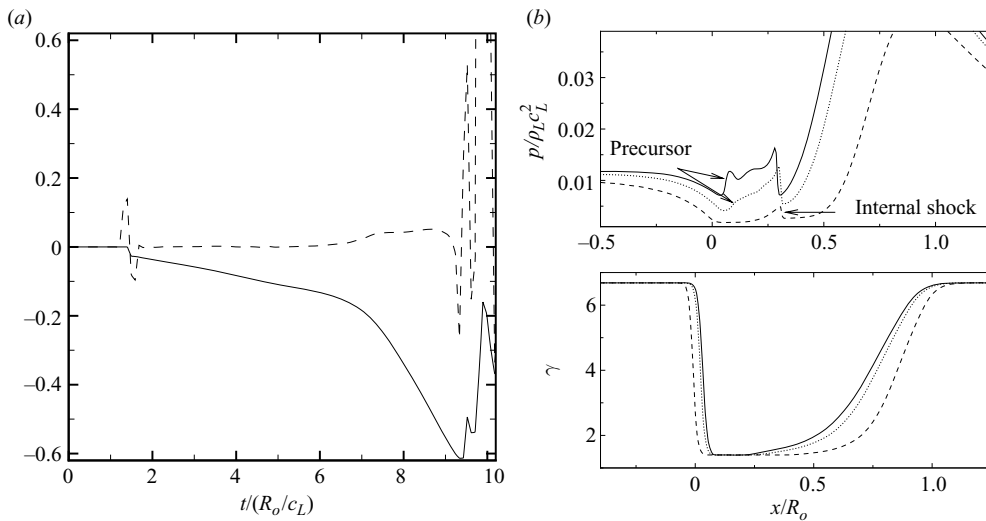 (a)
0.6
0.4
0.2
0
–0.2
–0.4
–0.6
0 2 4 6 8 10
t/(R_o/c_L)
(b)
p/ρ_L c_L^2
0.03
0.02
0.01
Precursor
Internal shock
–0.5 0 0.5 1.0
γ
6
4
2
0 0.5 1.0
x/R_o